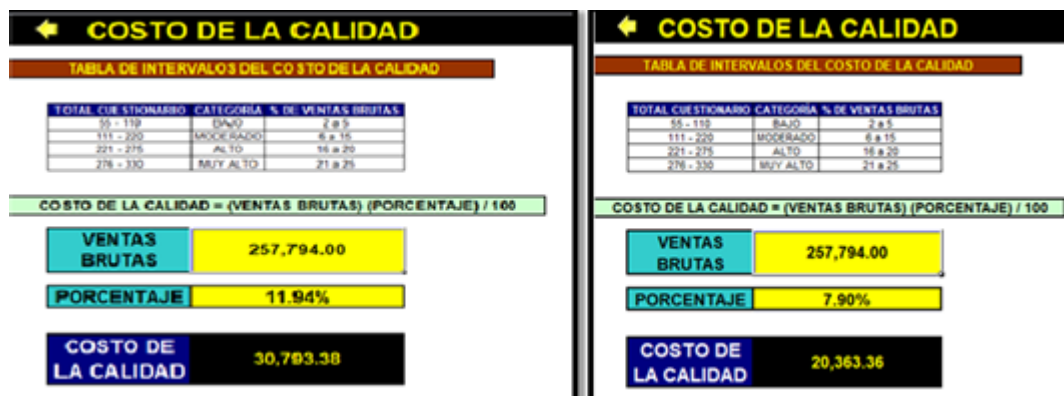 COSTO DE LA CALIDAD
TABLA DE INTERVALOS DEL COSTO DE LA CALIDAD
TOTAL CUESTIONARIO CATEGORÍA % DE VENTAS BRUTAS
55 - 110 BAJO 2 a 5
111 - 220 MODERADO 6 a 15
221 - 275 ALTO 16 a 20
276 - 330 MUY ALTO 21 a 25
COSTO DE LA CALIDAD = (VENTAS BRUTAS) (PORCENTAJE) / 100
VENTAS BRUTAS 257,794.00
PORCENTAJE 11.94%
COSTO DE LA CALIDAD 30,793.38
COSTO DE LA CALIDAD
TABLA DE INTERVALOS DEL COSTO DE LA CALIDAD
TOTAL CUESTIONARIO CATEGORÍA % DE VENTAS BRUTAS
55 - 110 BAJO 2 a 5
111 - 220 MODERADO 6 a 15
221 - 275 ALTO 16 a 20
276 - 330 MUY ALTO 21 a 25
COSTO DE LA CALIDAD = (VENTAS BRUTAS) (PORCENTAJE) / 100
VENTAS BRUTAS 257,794.00
PORCENTAJE 7.90%
COSTO DE LA CALIDAD 20,363.36